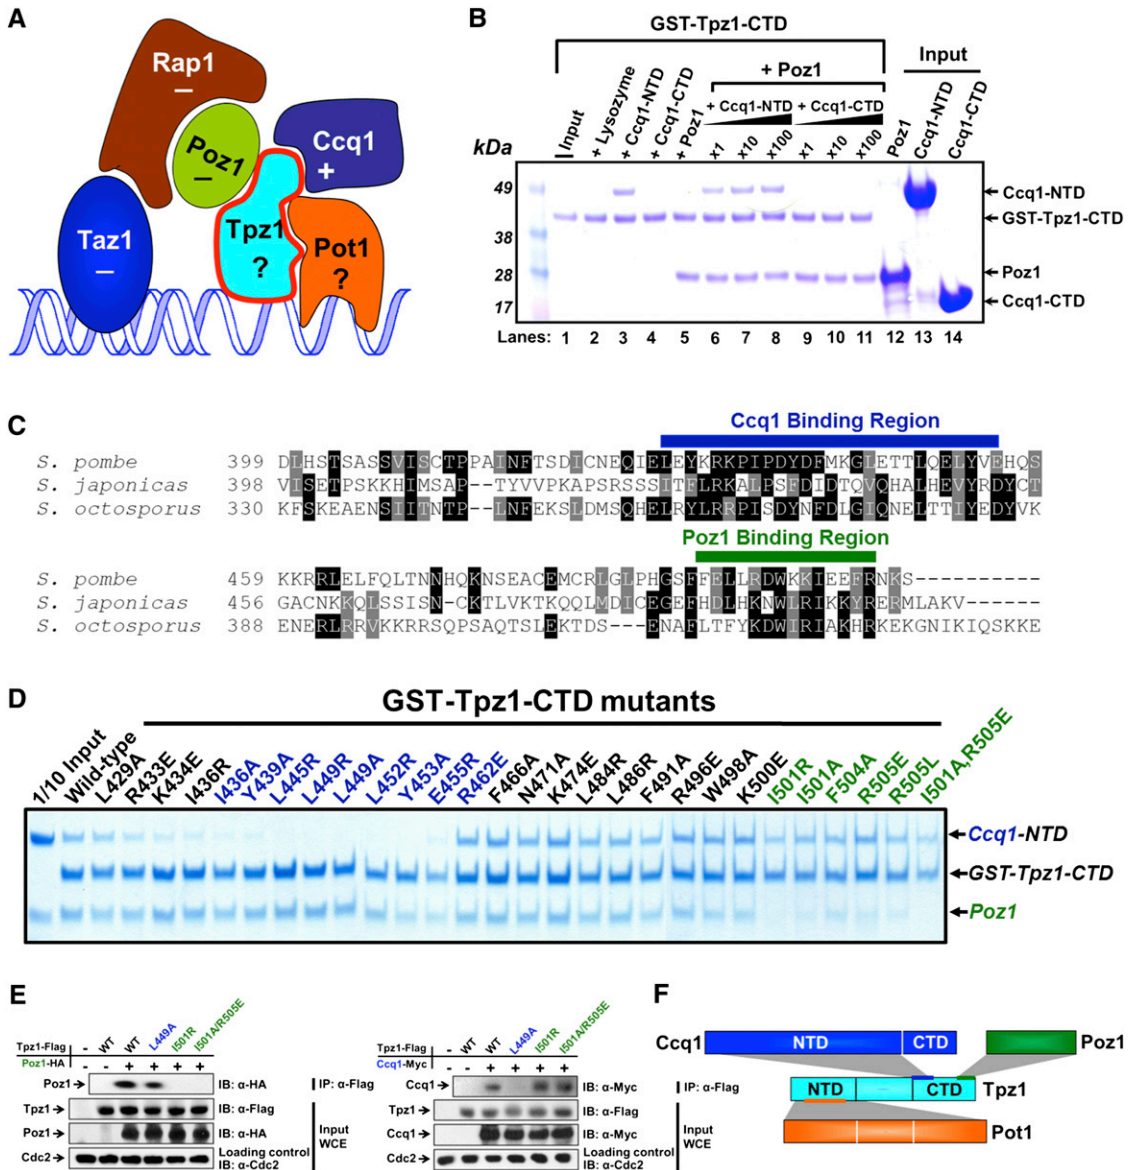 A
Rap1
–
Poz1
–
Ccq1
+
Taz1
–
Tpz1
?
Pot1
?
B
GST-Tpz1-CTD
+ Poz1
Input
+ Ccq1-NTD
+ Ccq1-CTD
kDa
Input
+ Lysozyme
+ Ccq1-NTD
+ Ccq1-CTD
+ Poz1
x1
x10
x100
x1
x10
x100
Poz1
Ccq1-NTD
Ccq1-CTD
49
38
28
17
Ccq1-NTD
GST-Tpz1-CTD
Poz1
Ccq1-CTD
Lanes: 1 2 3 4 5 6 7 8 9 10 11 12 13 14
C
Ccq1 Binding Region
S. pombe 399 DLHSTSASSVISCTPPAINFTSDICNEQIELEYKRKPIPDYDFMKGLETTLQELYVEHQS
S. japonicas 398 VISETPSKKHIMSAP--TYVVPKAPSRSSSITFLRKALPSFDIDTQVQHALHEVYRDYCT
S. octosporus 330 KFSKEAENSIITNTP--LNFEKSLDMSQHELRYLRRPISDYNFDLGIQNELTTIYEDYVK
Poz1 Binding Region
S. pombe 459 KKRRLELFQLTNNHQKNSEACEMCRLGLPHGSFFELLRDWKKIEEFRNKS----------
S. japonicas 456 GACNKKQLSSISN-CKTLVKTKQQLMDICEGEFHDLHKNWLRIKKYRERMLAKV------
S. octosporus 388 ENERLRRVKKRRSQPSAQTSLEKTDS---ENAFLTFYKDWIRIAKHRKEKGNIKIQSKKE
D
GST-Tpz1-CTD mutants
1/10 Input
Wild-type
L429A
R433E
K434E
I436R
I436A
Y439A
L445R
L449R
L449A
L452R
Y453A
E455R
R462E
F466A
N471A
K474E
L484R
L486R
F491A
R496E
W498A
K500E
I501R
I501A
F504A
R505E
R505L
I501A,R505E
Ccq1-NTD
GST-Tpz1-CTD
Poz1
E
Tpz1-Flag - WT WT L449A I501R I501A/R505E
Poz1-HA + + + +
Poz1 IB: α-HA IP: α-Flag
Tpz1 IB: α-Flag
Poz1 IB: α-HA
Input WCE
Cdc2 Loading control IB: α-Cdc2
Tpz1-Flag - WT WT L449A I501R I501A/R505E
Ccq1-Myc - + + + +
Ccq1 IB: α-Myc IP: α-Flag
Tpz1 IB: α-Flag
Ccq1 IB: α-Myc
Input WCE
Cdc2 Loading control IB: α-Cdc2
F
Ccq1 NTD CTD Poz1
NTD CTD Tpz1
Pot1